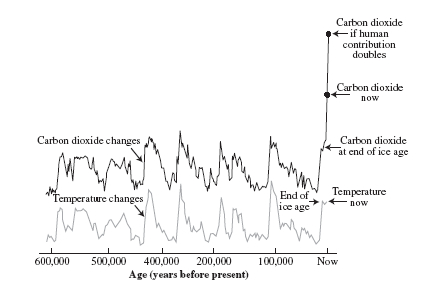 Carbon dioxide
if human
contribution
doubles
Carbon dioxide
now
Carbon dioxide changes
Carbon dioxide
at end of ice age
Temperature changes
End of
ice age
Temperature
now
600,000 500,000 400,000 200,000 100,000 Now
Age (years before present)